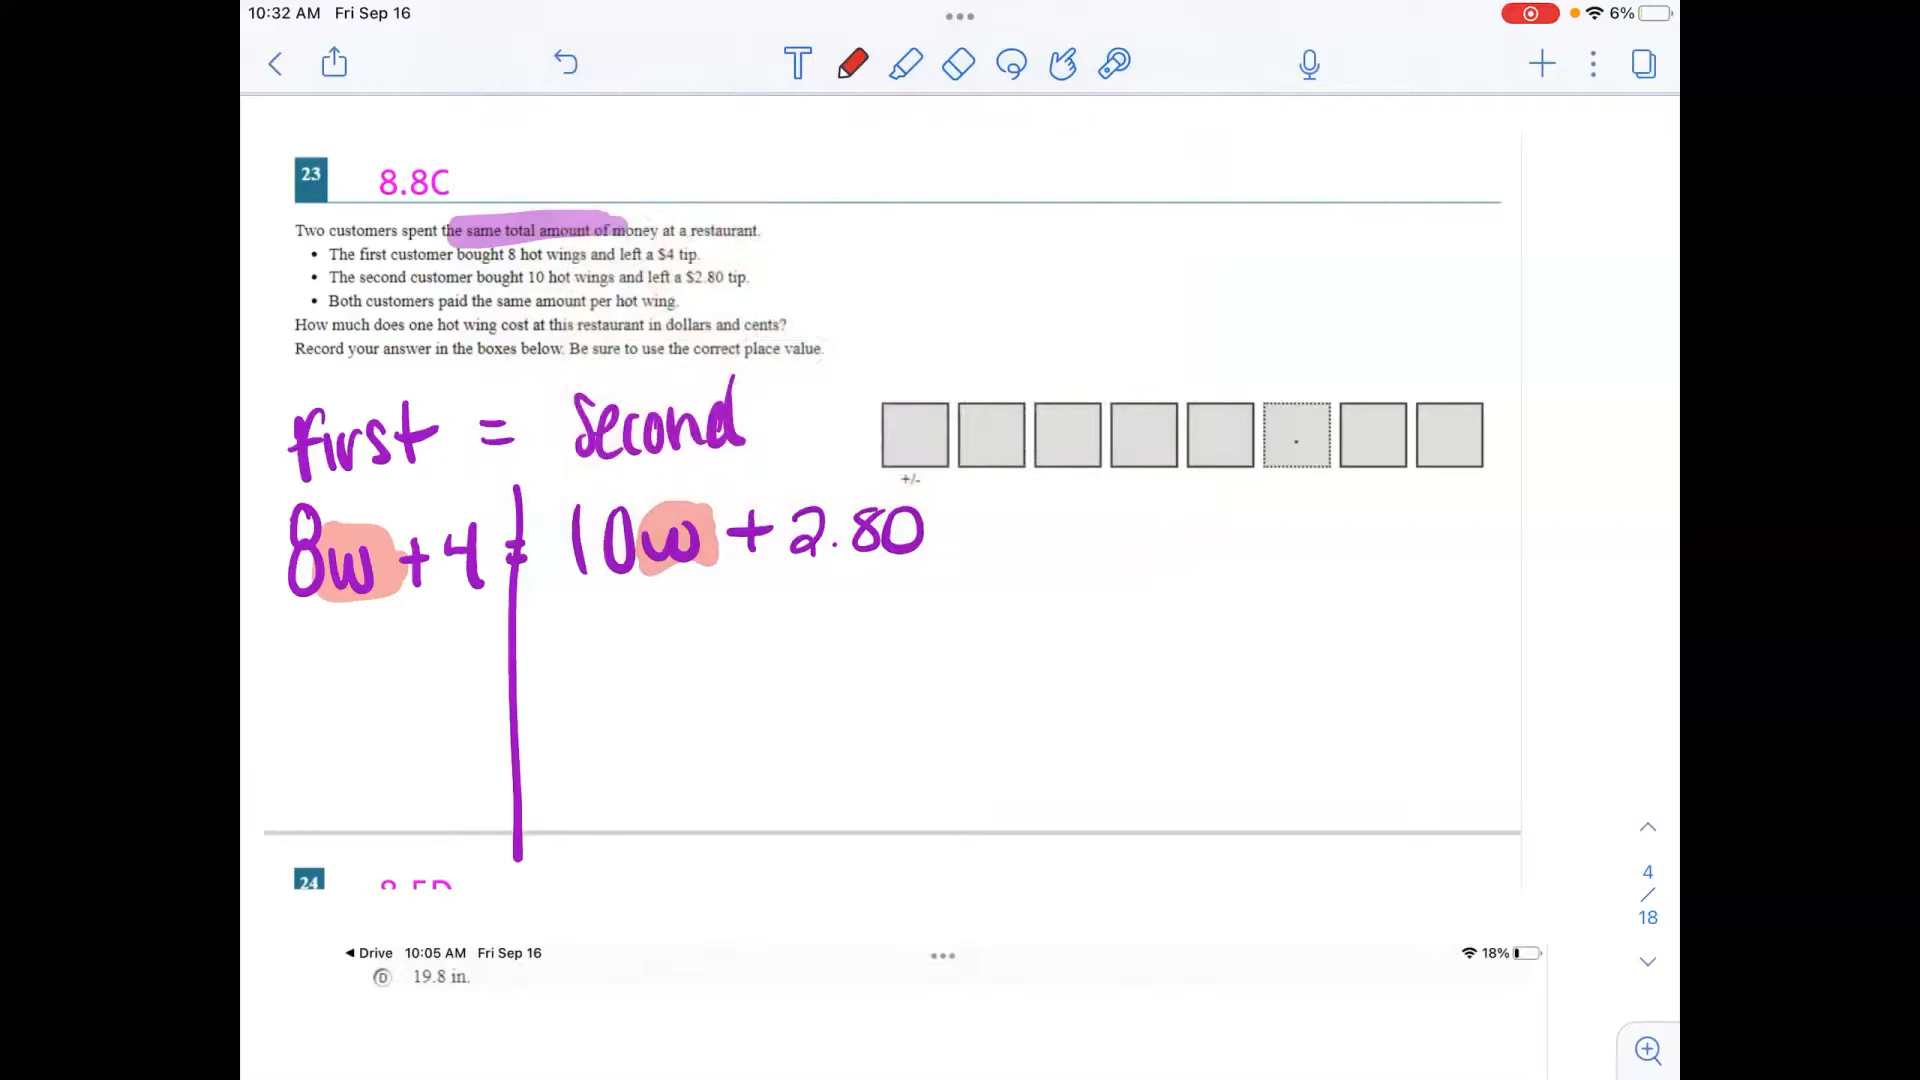 10:32 AM Fri Sep 16
6%
T
23 8.8C
Two customers spent the same total amount of money at a restaurant.
• The first customer bought 8 hot wings and left a $4 tip.
• The second customer bought 10 hot wings and left a $2.80 tip.
• Both customers paid the same amount per hot wing.
How much does one hot wing cost at this restaurant in dollars and cents?
Record your answer in the boxes below. Be sure to use the correct place value.
first = second
.
+/-
8w + 4 = 10w + 2.80
24 8.5D
4
/
18
Drive 10:05 AM Fri Sep 16
18%
D 19.8 in.